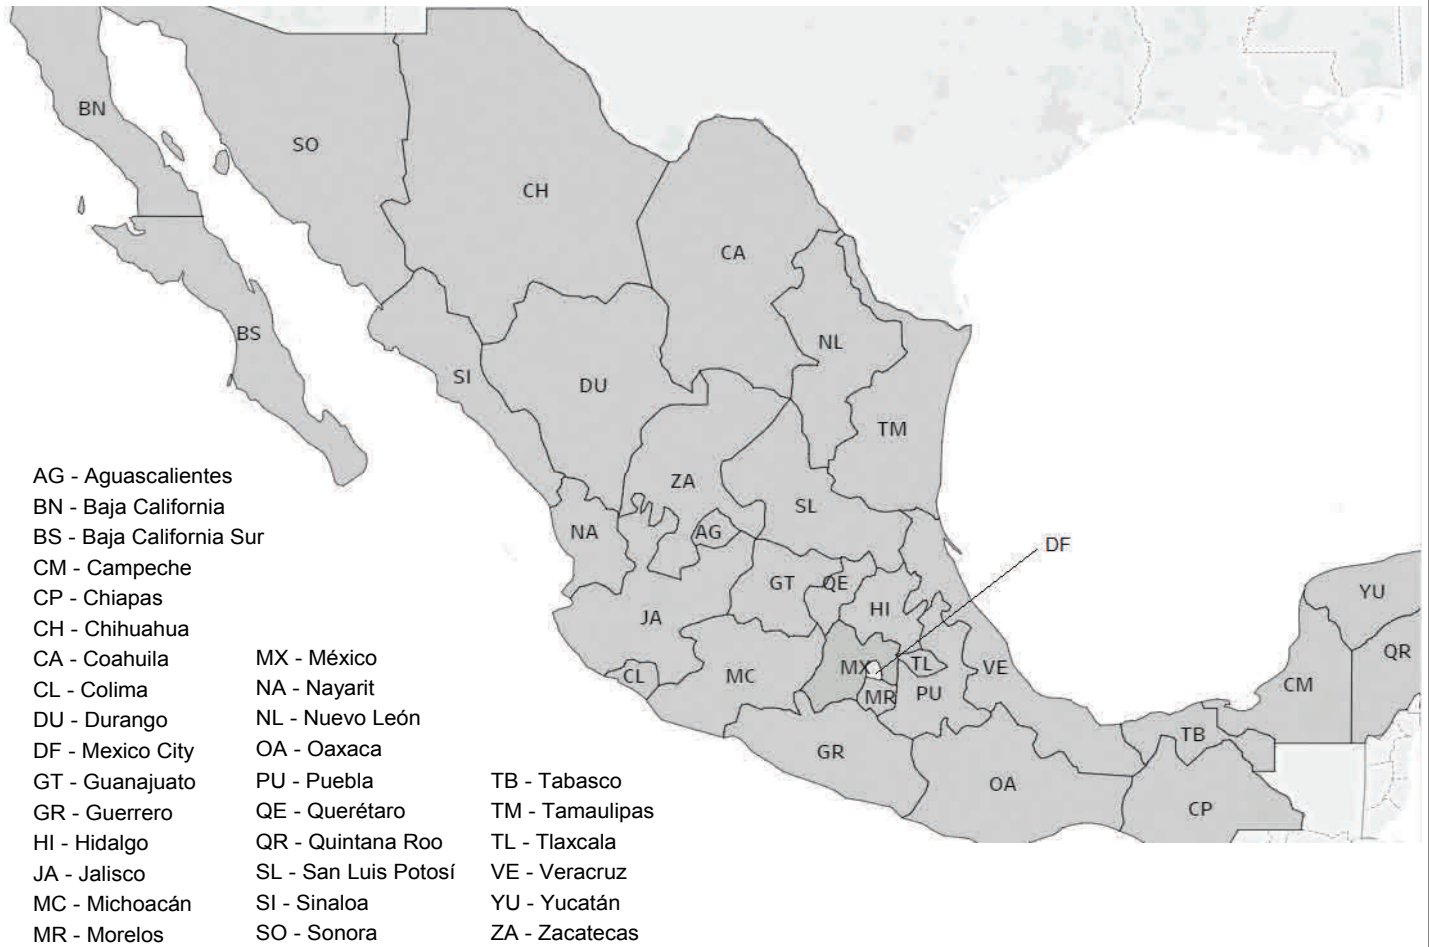 BN
SO
CH
CA
BS
NL
SI
DU
TM
ZA
SL
NA
AG
DF
GT
QE
HI
YU
JA
QR
CL
MC
MX
TL
VE
CM
MR
PU
TB
GR
OA
CP
AG - Aguascalientes
BN - Baja California
BS - Baja California Sur
CM - Campeche
CP - Chiapas
CH - Chihuahua
CA - Coahuila
CL - Colima
DU - Durango
DF - Mexico City
GT - Guanajuato
GR - Guerrero
HI - Hidalgo
JA - Jalisco
MC - Michoacán
MR - Morelos
MX - México
NA - Nayarit
NL - Nuevo León
OA - Oaxaca
PU - Puebla
QE - Querétaro
QR - Quintana Roo
SL - San Luis Potosí
SI - Sinaloa
SO - Sonora
TB - Tabasco
TM - Tamaulipas
TL - Tlaxcala
VE - Veracruz
YU - Yucatán
ZA - Zacatecas